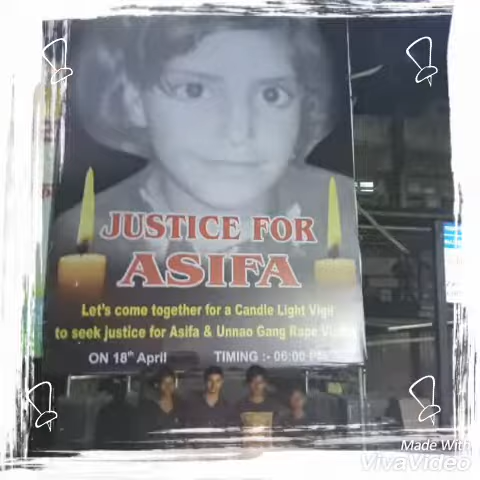 JUSTICE FOR
ASIFA
Let's come together for a Candle Light Vigil
to seek justice for Asifa & Unnao Gang Rape
ON 18th April
TIMING :- 06:00
Made With
VivaVideo